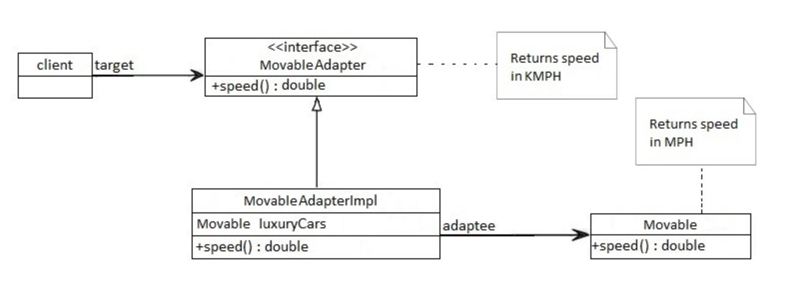 client
target
<<interface>>
MovableAdapter
+speed() : double
Returns speed
in KMPH
Returns speed
in MPH
MovableAdapterImpl
Movable luxuryCars
+speed() : double
adaptee
Movable
+speed() : double